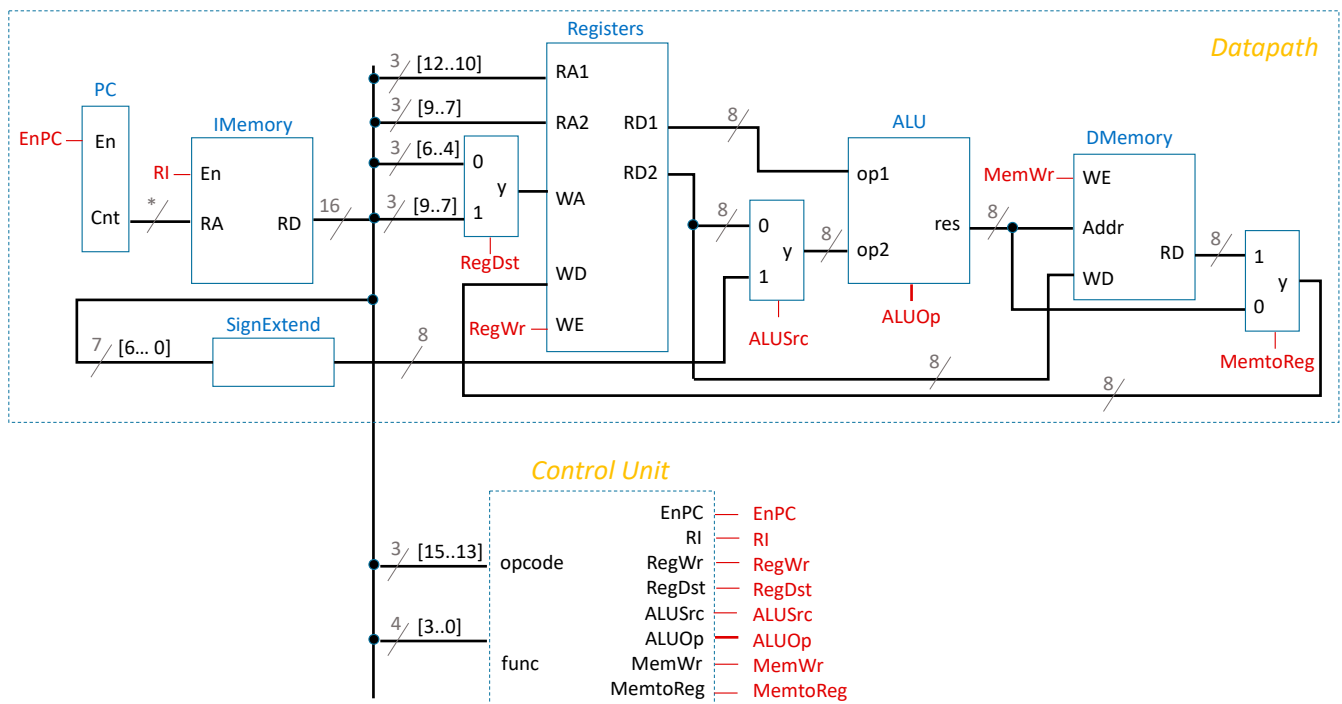 Registers
Datapath
3 [12..10] RA1
PC
3 [9..7] RA2
IMemory
RD1 8
ALU
EnPC En
DMemory
3 [6..4] 0
RD2
RI En
op1
MemWr WE
y
WA
8 0
Cnt * RA RD 16
3 [9..7] 1
res 8 Addr
y 8 op2
RD 8 1
RegDst
WD
1
WD
y
0
SignExtend
RegWr WE
ALUSrc
ALUOp
7 [6... 0]
8
MemtoReg
8
8
Control Unit
EnPC EnPC
RI RI
3 [15..13] opcode
RegWr RegWr
RegDst RegDst
ALUSrc ALUSrc
4 [3..0]
ALUOp ALUOp
func
MemWr MemWr
MemtoReg MemtoReg